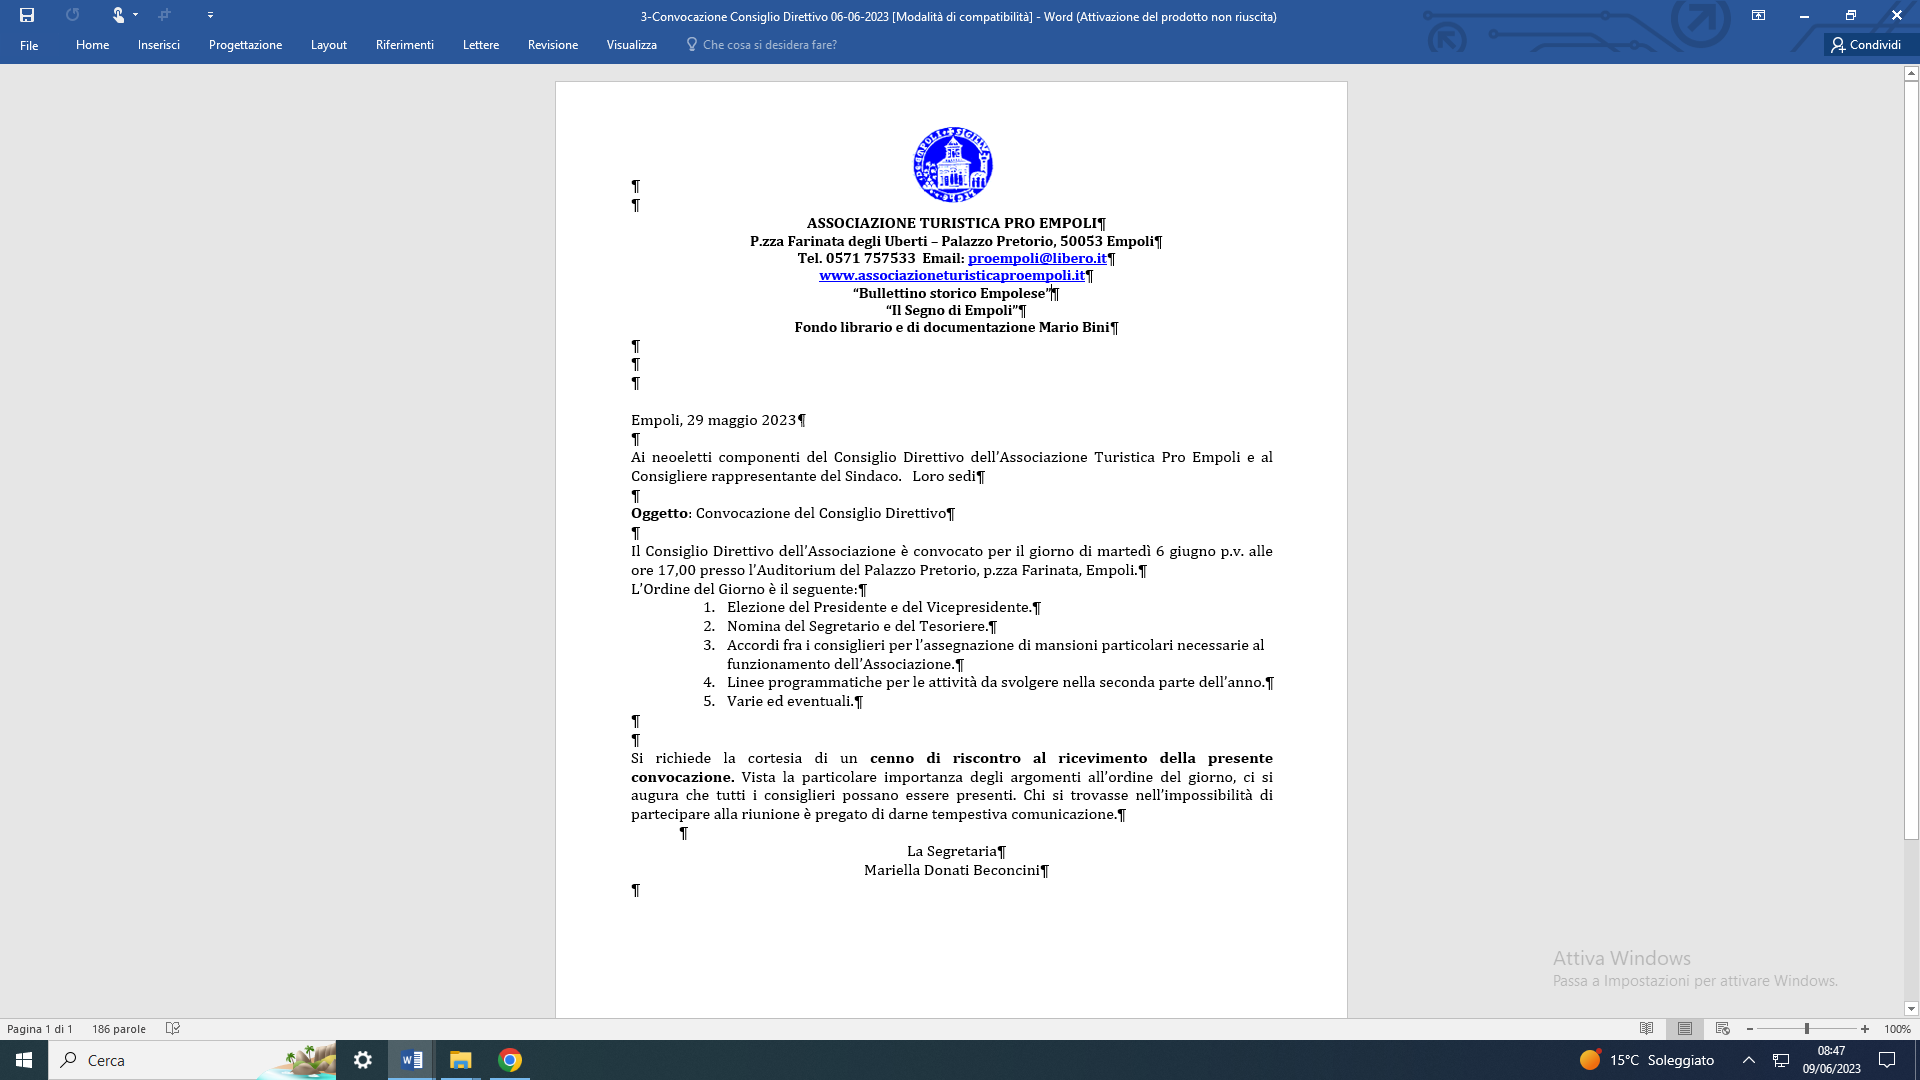 3-Convocazione Consiglio Direttivo 06-06-2023 [Modalità di compatibilità] - Word (Attivazione del prodotto non riuscita)
File Home Inserisci Progettazione Layout Riferimenti Lettere Revisione Visualizza Che cosa si desidera fare? Condividi
¶
¶
ASSOCIAZIONE TURISTICA PRO EMPOLI¶
P.zza Farinata degli Uberti – Palazzo Pretorio, 50053 Empoli¶
Tel. 0571 757533 Email: proempoli@libero.it¶
www.associazioneturisticaproempoli.it¶
“Bullettino storico Empolese”¶
“Il Segno di Empoli”¶
Fondo librario e di documentazione Mario Bini¶
¶
¶
¶
Empoli, 29 maggio 2023¶
¶
Ai neoeletti componenti del Consiglio Direttivo dell’Associazione Turistica Pro Empoli e al
Consigliere rappresentante del Sindaco. Loro sedi¶
¶
Oggetto: Convocazione del Consiglio Direttivo¶
¶
Il Consiglio Direttivo dell’Associazione è convocato per il giorno di martedì 6 giugno p.v. alle
ore 17,00 presso l’Auditorium del Palazzo Pretorio, p.zza Farinata, Empoli.¶
L’Ordine del Giorno è il seguente:¶
1. Elezione del Presidente e del Vicepresidente.¶
2. Nomina del Segretario e del Tesoriere.¶
3. Accordi fra i consiglieri per l’assegnazione di mansioni particolari necessarie al
funzionamento dell’Associazione.¶
4. Linee programmatiche per le attività da svolgere nella seconda parte dell’anno.¶
5. Varie ed eventuali.¶
¶
¶
Si richiede la cortesia di un cenno di riscontro al ricevimento della presente
convocazione. Vista la particolare importanza degli argomenti all’ordine del giorno, ci si
augura che tutti i consiglieri possano essere presenti. Chi si trovasse nell’impossibilità di
partecipare alla riunione è pregato di darne tempestiva comunicazione.¶
¶
La Segretaria¶
Mariella Donati Beconcini¶
¶
Attiva Windows
Passa a Impostazioni per attivare Windows.
Pagina 1 di 1 186 parole 100%
Cerca 15°C Soleggiato 08:47
09/06/2023